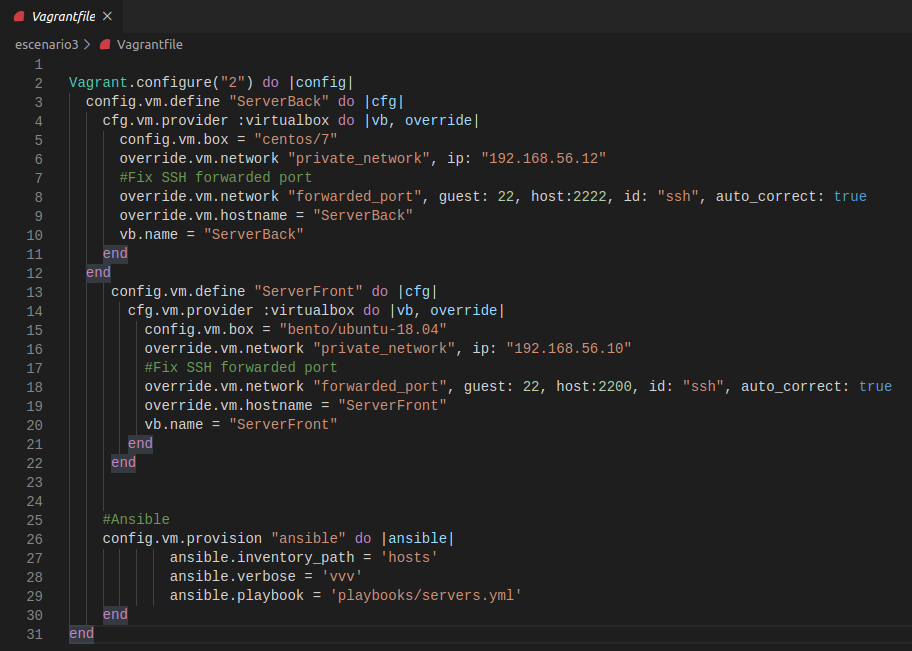 Vagrantfile ×
escenario3 > Vagrantfile
1
2 Vagrant.configure("2") do |config|
3 config.vm.define "ServerBack" do |cfg|
4 cfg.vm.provider :virtualbox do |vb, override|
5 config.vm.box = "centos/7"
6 override.vm.network "private_network", ip: "192.168.56.12"
7 #Fix SSH forwarded port
8 override.vm.network "forwarded_port", guest: 22, host:2222, id: "ssh", auto_correct: true
9 override.vm.hostname = "ServerBack"
10 vb.name = "ServerBack"
11 end
12 end
13 config.vm.define "ServerFront" do |cfg|
14 cfg.vm.provider :virtualbox do |vb, override|
15 config.vm.box = "bento/ubuntu-18.04"
16 override.vm.network "private_network", ip: "192.168.56.10"
17 #Fix SSH forwarded port
18 override.vm.network "forwarded_port", guest: 22, host:2200, id: "ssh", auto_correct: true
19 override.vm.hostname = "ServerFront"
20 vb.name = "ServerFront"
21 end
22 end
23
24
25 #Ansible
26 config.vm.provision "ansible" do |ansible|
27 ansible.inventory_path = 'hosts'
28 ansible.verbose = 'vvv'
29 ansible.playbook = 'playbooks/servers.yml'
30 end
31 end